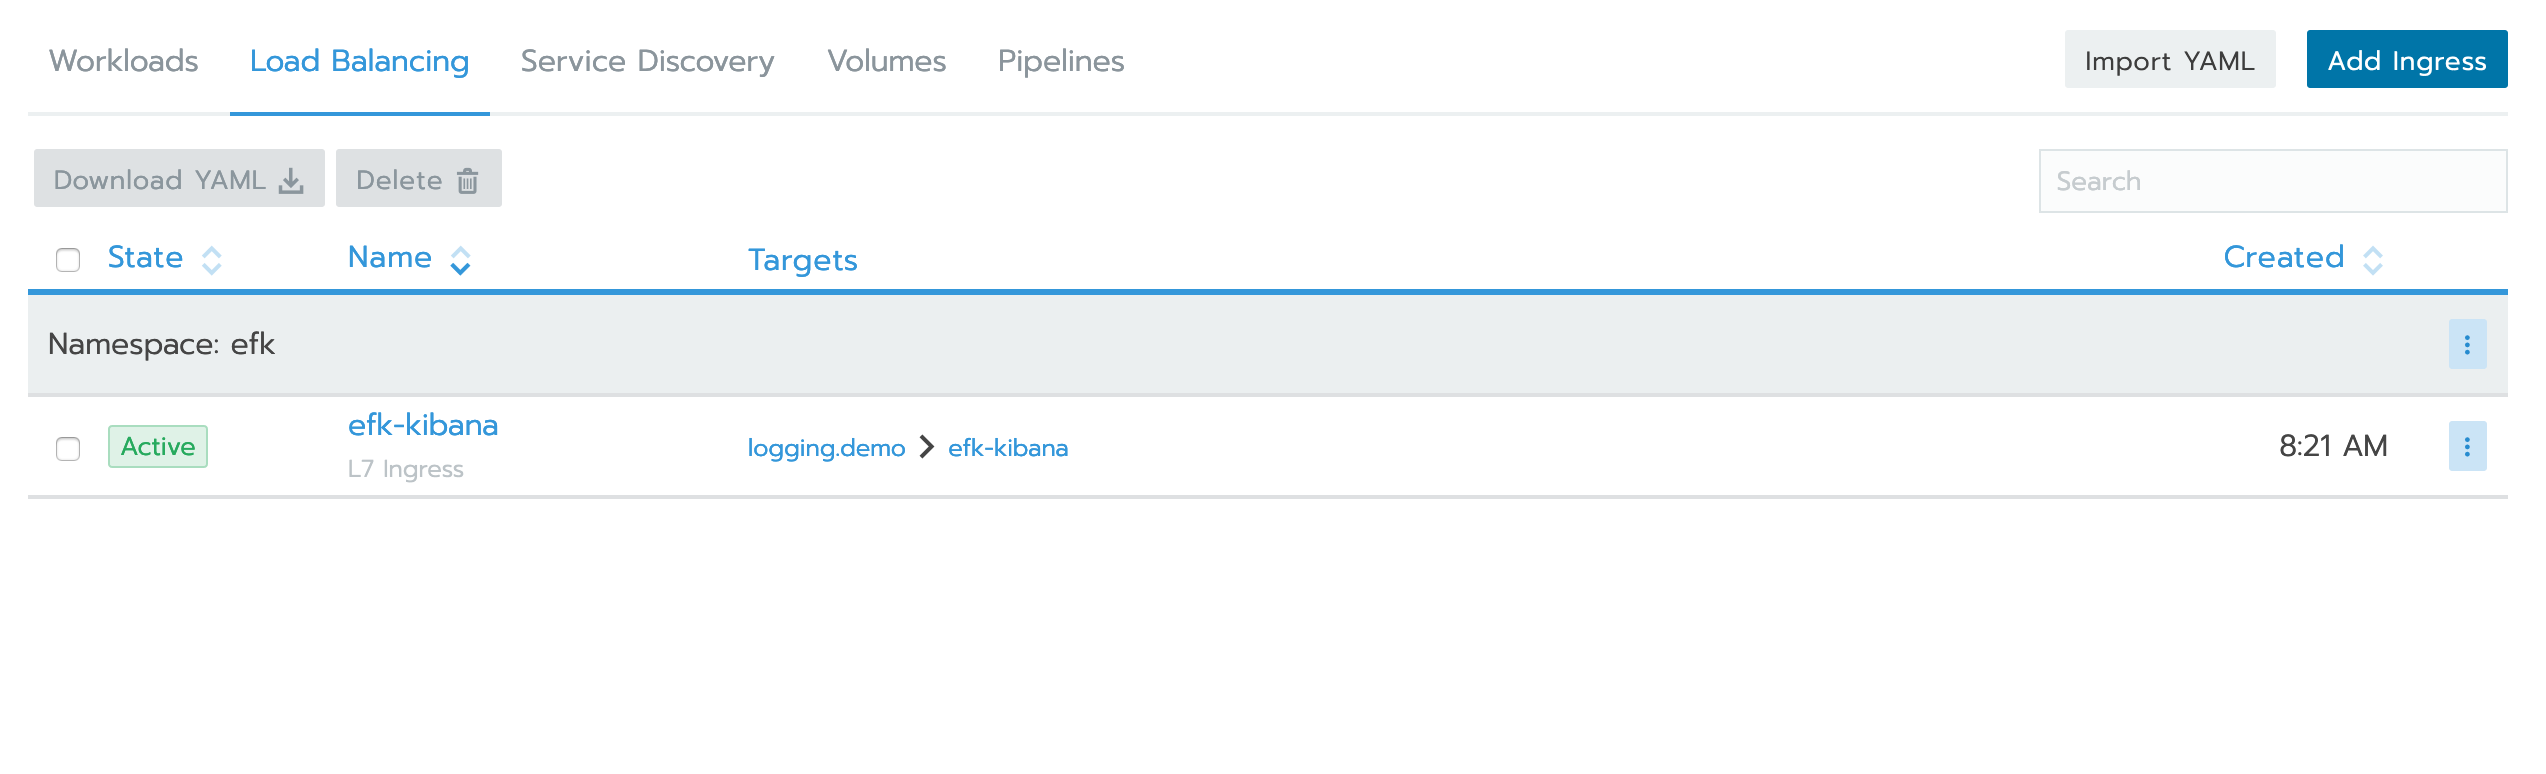 Workloads Load Balancing Service Discovery Volumes Pipelines Import YAML Add Ingress
Download YAML Delete Search
State Name Targets Created
Namespace: efk
Active efk-kibana logging.demo efk-kibana 8:21 AM
L7 Ingress